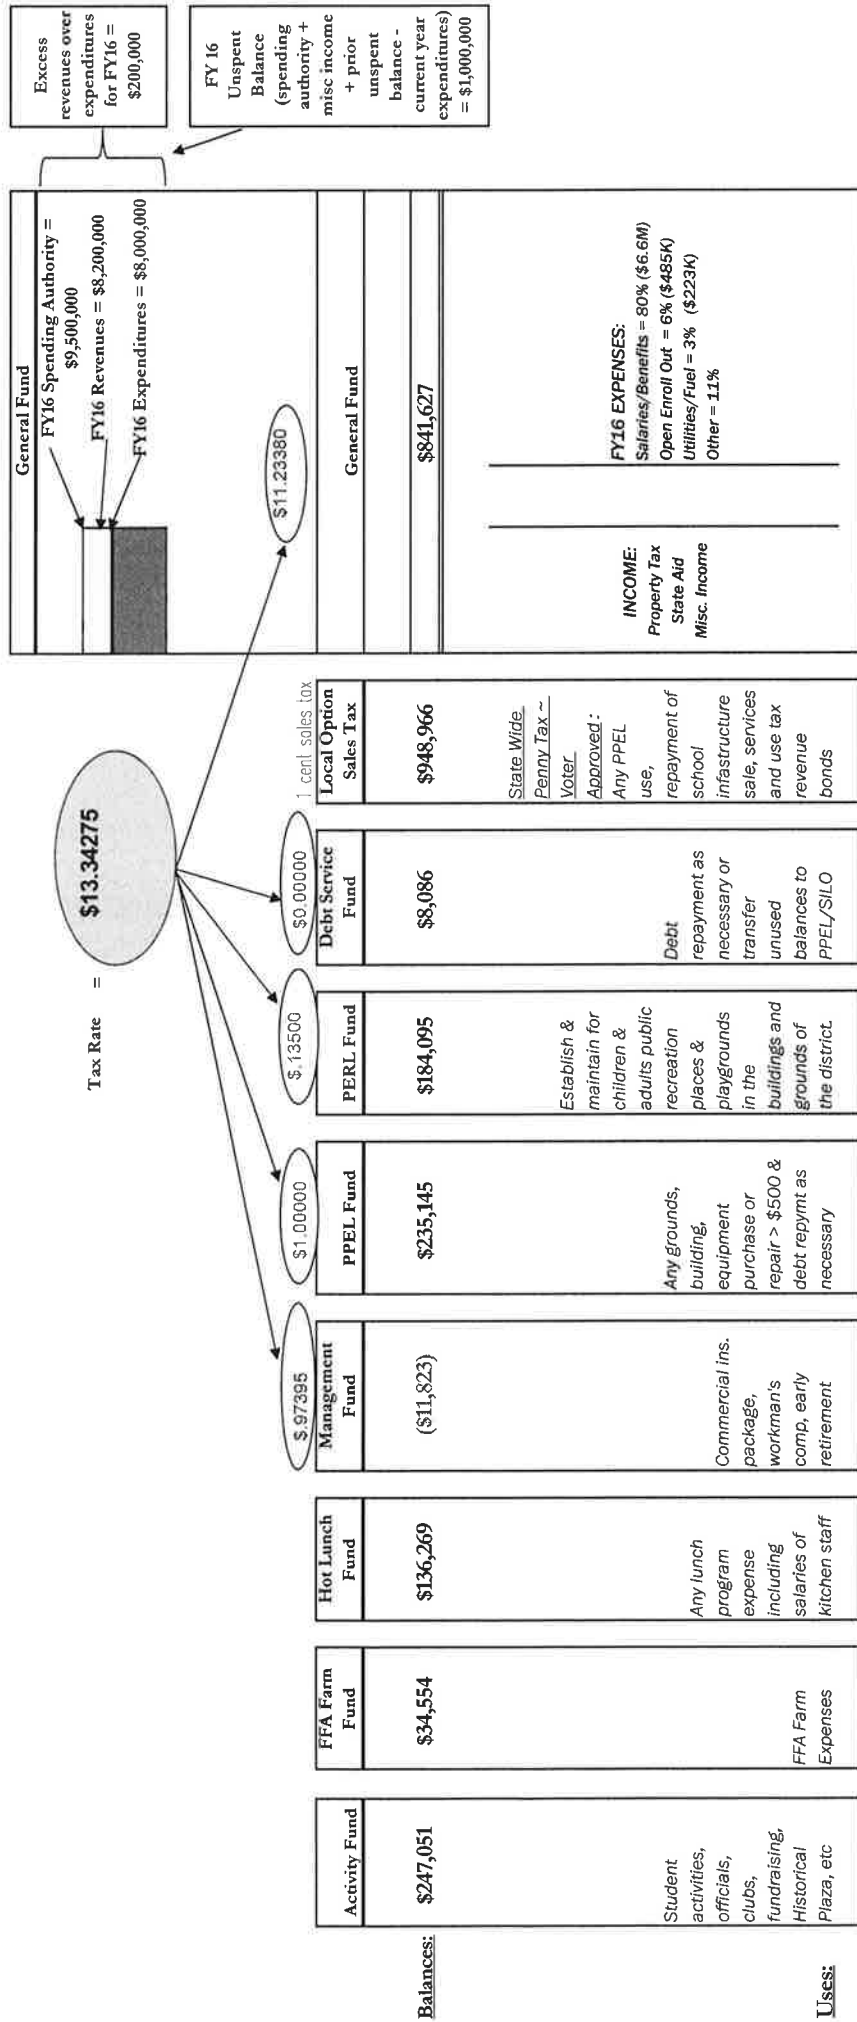 Tax Rate =
$13.34275
$.97395
$1.00000
$.13500
$0.00000
$11.23380
1 cent sales tax
General Fund
FY16 Spending Authority =
$9,500,000
FY16 Revenues = $8,200,000
FY16 Expenditures = $8,000,000
Excess
revenues over
expenditures
for FY16 =
$200,000
FY 16
Unspent
Balance
(spending
authority +
misc income
+ prior
unspent
balance -
current year
expenditures)
= $1,000,000
Balances:
Uses:
Activity Fund
$247,051
Student
activities,
officials,
clubs,
fundraising,
Historical
Plaza, etc
FFA Farm
Fund
$34,554
FFA Farm
Expenses
Hot Lunch
Fund
$136,269
Any lunch
program
expense
including
salaries of
kitchen staff
Management
Fund
($11,823)
Commercial ins.
package,
workman's
comp, early
retirement
PPEL Fund
$235,145
Any grounds,
building,
equipment
purchase or
repair > $500 &
debt repymt as
necessary
PERL Fund
$184,095
Establish &
maintain for
children &
adults public
recreation
places &
playgrounds
in the
buildings and
grounds of
the district.
Debt Service
Fund
$8,086
Debt
repayment as
necessary or
transfer
unused
balances to
PPEL/SILO
Local Option
Sales Tax
$948,966
State Wide
Penny Tax ~
Voter
Approved:
Any PPEL
use,
repayment of
school
infastructure
sale, services
and use tax
revenue
bonds
General Fund
$841,627
INCOME:
Property Tax
State Aid
Misc. Income
FY16 EXPENSES:
Salaries/Benefits = 80% ($6.6M)
Open Enroll Out = 6% ($485K)
Utilities/Fuel = 3% ($223K)
Other = 11%